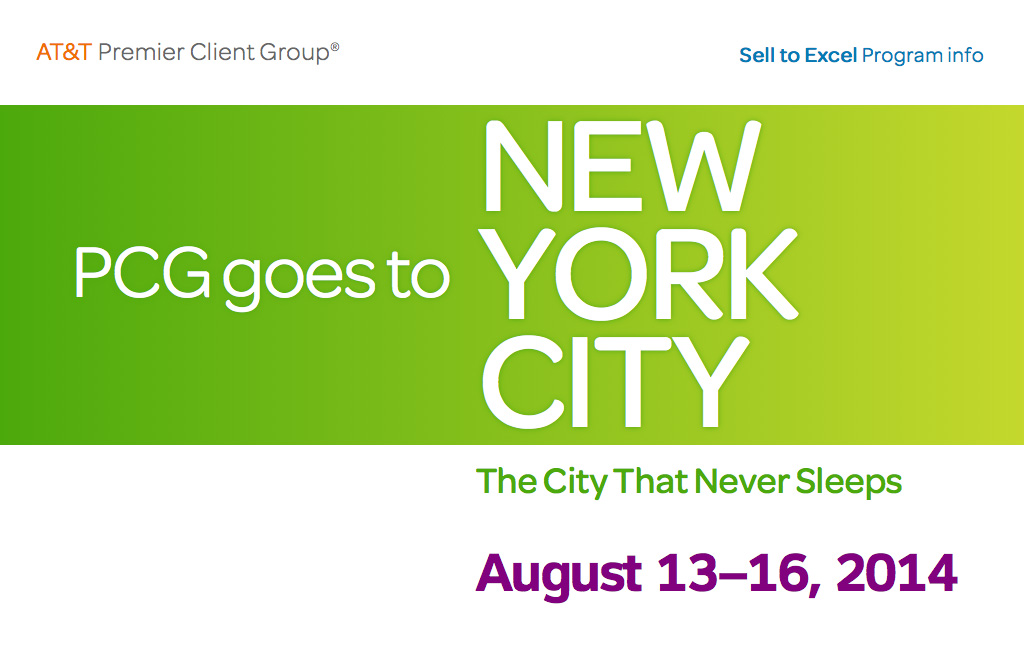 AT&T Premier Client Group®
Sell to Excel Program info
PCG goes to
NEW
YORK
CITY
The City That Never Sleeps
August 13–16, 2014